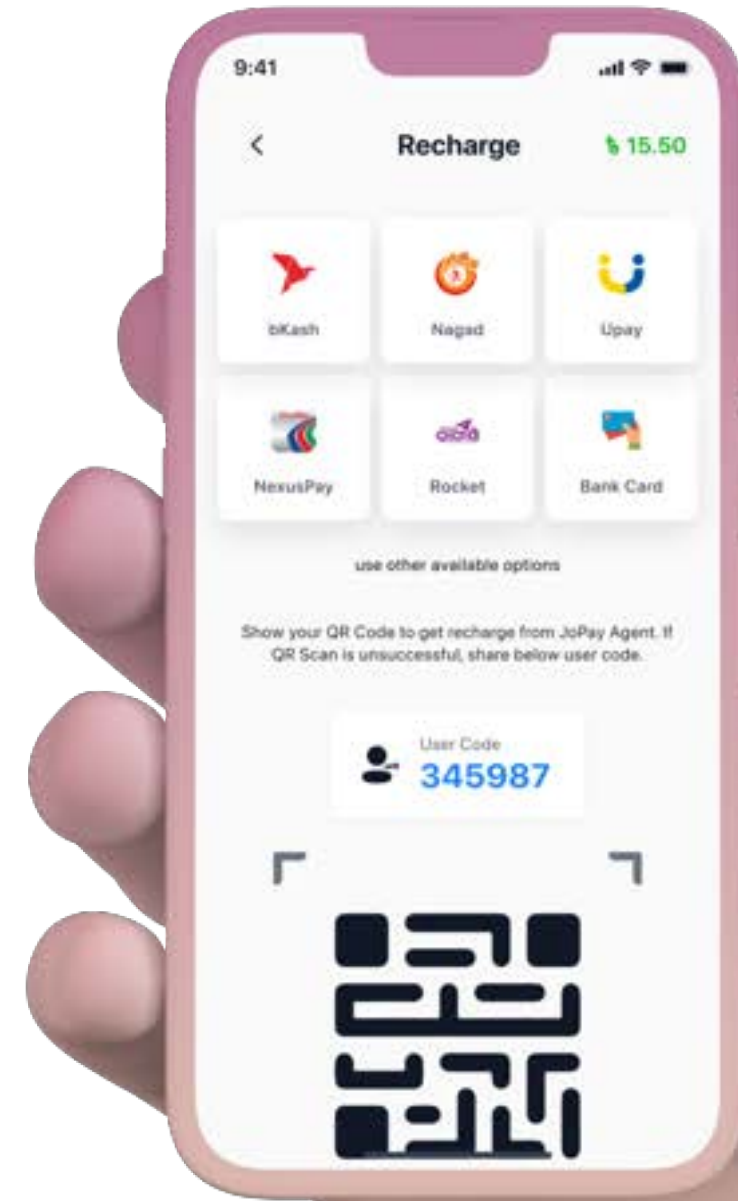 9:41
Recharge
৳ 15.50
bKash
Nagad
Upay
NexusPay
Rocket
Bank Card
use other available options
Show your QR Code to get recharge from JoPay Agent. If
QR Scan is unsuccessful, share below user code.
User Code
345987